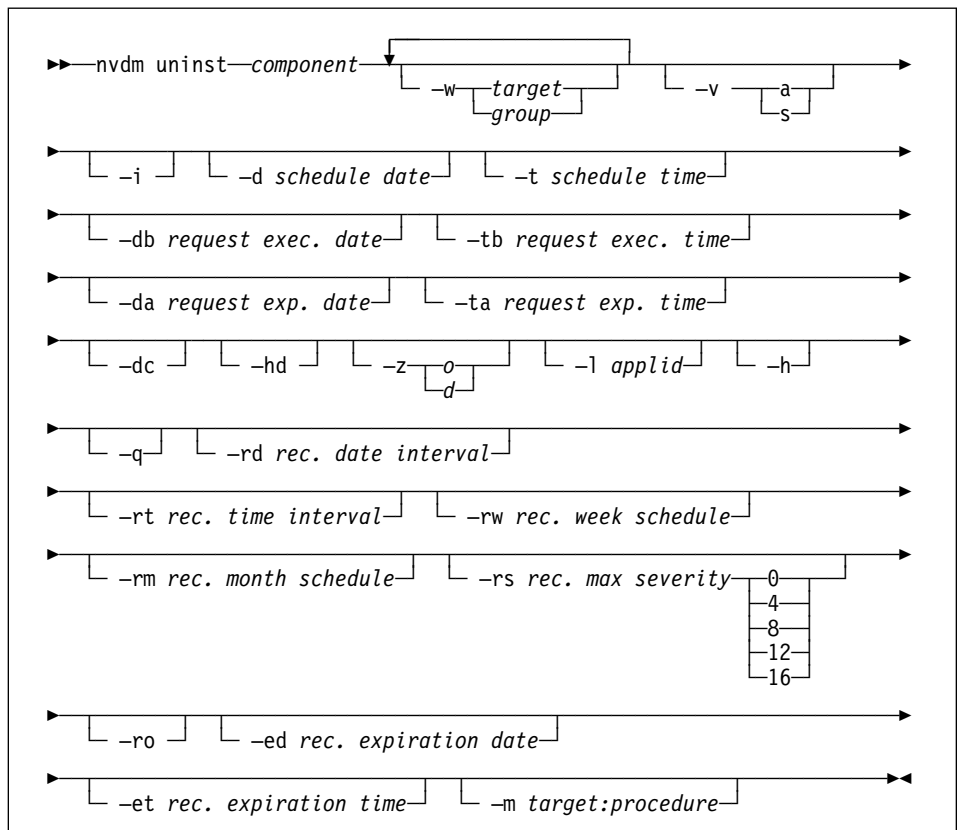 nvdm uninst component –w target –v a
group s
–i –d schedule date –t schedule time
–db request exec. date –tb request exec. time
–da request exp. date –ta request exp. time
–dc –hd –z o –l applid –h
d
–q –rd rec. date interval
–rt rec. time interval –rw rec. week schedule
–rm rec. month schedule –rs rec. max severity 0
4
8
12
16
–ro –ed rec. expiration date
–et rec. expiration time –m target:procedure